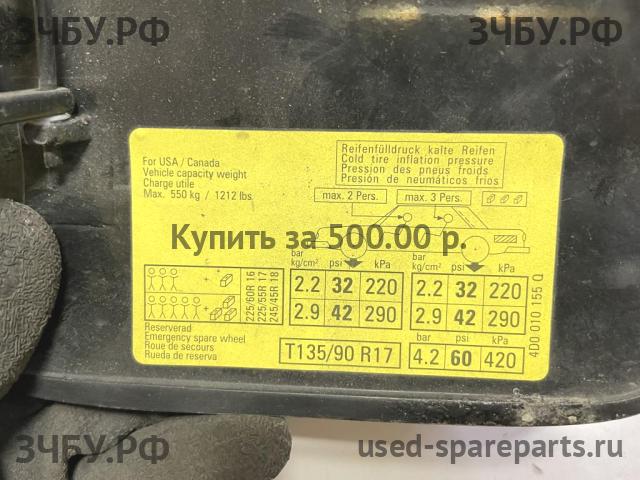 ЗЧБУ.РФ
ЗЧБУ.РФ
For USA / Canada
Vehicle capacity weight
Charge utile
Max. 550 kg / 1212 lbs.
Reifenfülldruck kalte Reifen
Cold tire inflation pressure
Pression des pneus froids
Presión de neumáticos frios
max. 2 Pers.
max. 3 Pers.
Купить за 500.00 р.
bar kg/cm² psi kPa
bar kg/cm² psi kPa
225/60R 16
225/55R 17
245/45R 18
2.2 32 220
2.2 32 220
2.9 42 290
2.9 42 290
Reserverad
Emergency spare wheel
Roue de secours
Rueda de reserva
T135/90 R17
bar psi kPa
4.2 60 420
4D0 010 155 Q
ЗЧБУ.РФ
used-spareparts.ru